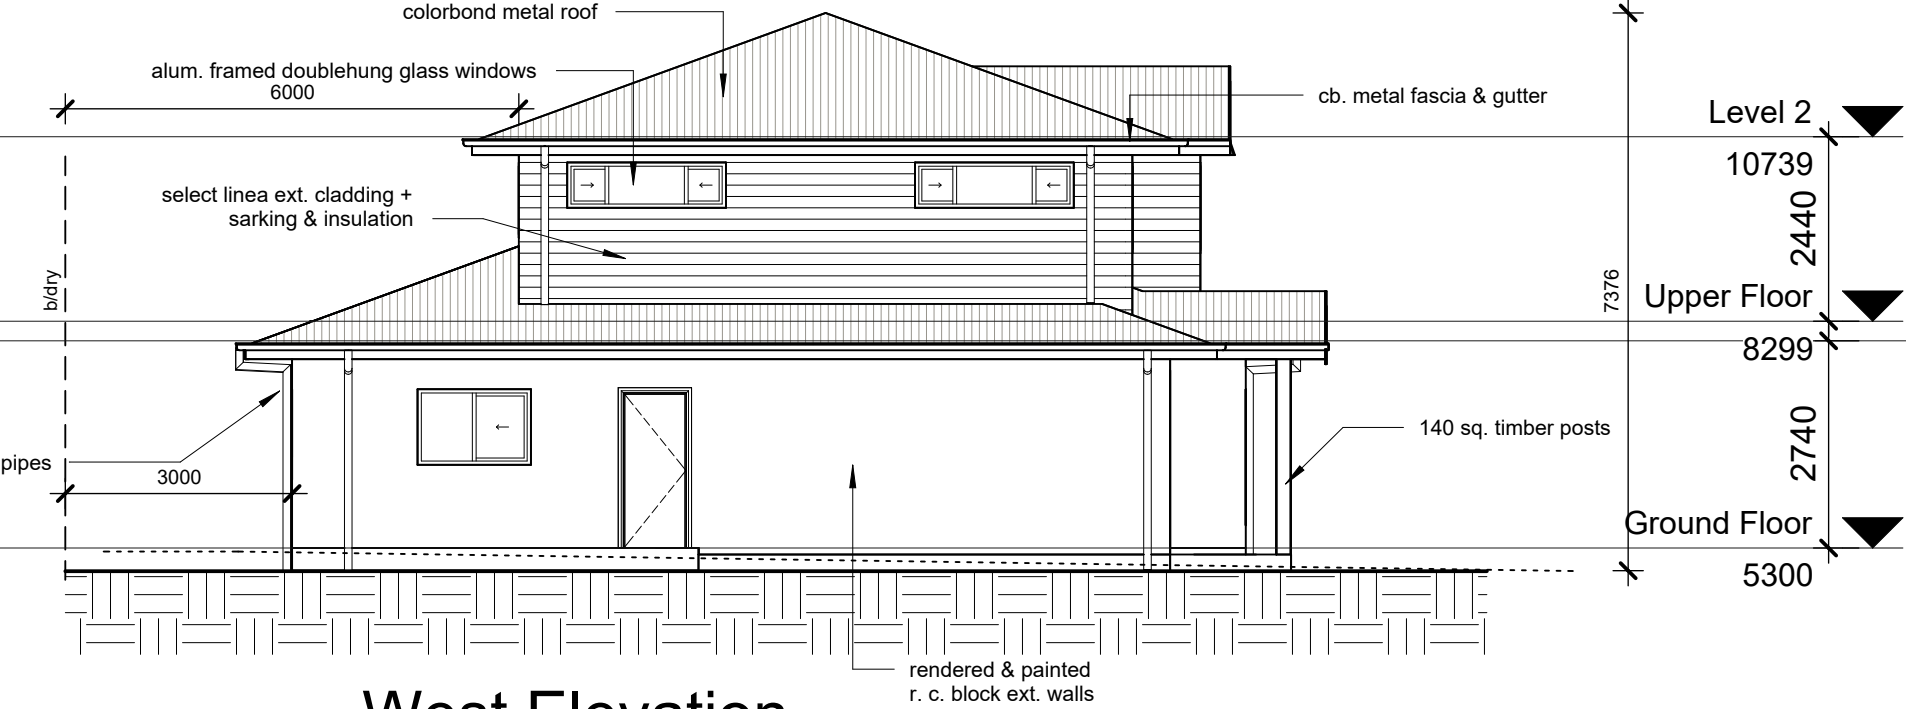 colorbond metal roof
alum. framed doublehung glass windows
6000
cb. metal fascia & gutter
Level 2
10739
select linea ext. cladding +
sarking & insulation
2440
b/dry
7376
Upper Floor
8299
140 sq. timber posts
2740
pipes
3000
Ground Floor
5300
rendered & painted
r. c. block ext. walls
West Elevation